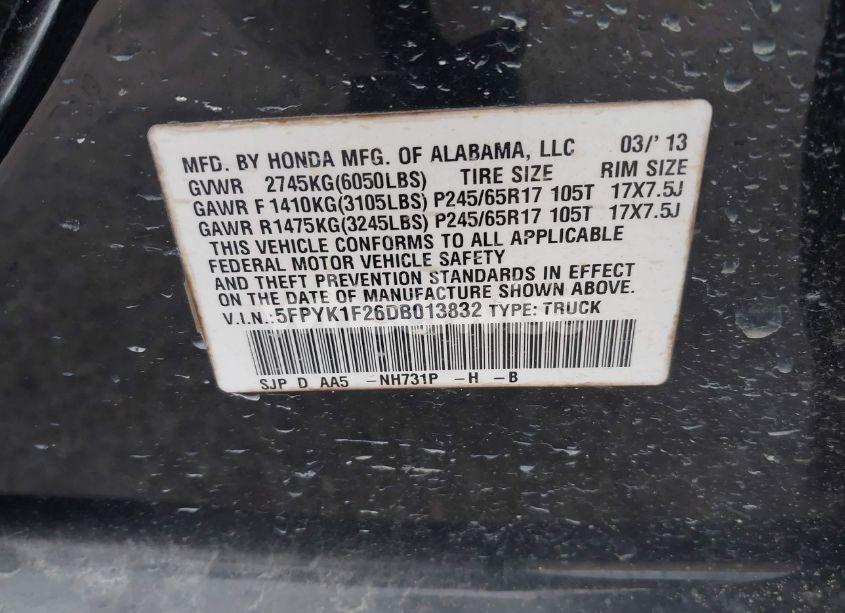 MFD. BY HONDA MFG. OF ALABAMA, LLC 03/' 13
GVWR 2745KG(6050LBS) TIRE SIZE RIM SIZE
GAWR F 1410KG(3105LBS) P245/65R17 105T 17X7.5J
GAWR R1475KG(3245LBS) P245/65R17 105T 17X7.5J
THIS VEHICLE CONFORMS TO ALL APPLICABLE
FEDERAL MOTOR VEHICLE SAFETY
AND THEFT PREVENTION STANDARDS IN EFFECT
ON THE DATE OF MANUFACTURE SHOWN ABOVE.
V.I.N.:5FPYK1F26DB013832 TYPE: TRUCK
SJP D AA5 -NH731P -H -B